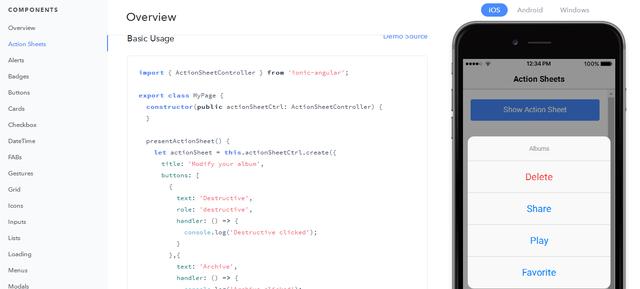 COMPONENTS
Overview
Action Sheets
Alerts
Badges
Buttons
Cards
Checkbox
DateTime
FABs
Gestures
Grid
Icons
Inputs
Lists
Loading
Menus
Modals
Overview
Basic Usage
Demo Source
import { ActionSheetController } from 'ionic-angular';
export class MyPage {
constructor(public actionSheetCtrl: ActionSheetController) {
}
presentActionSheet() {
let actionSheet = this.actionSheetCtrl.create({
title: 'Modify your album',
buttons: [
{
text: 'Destructive',
role: 'destructive',
handler: () => {
console.log('Destructive clicked');
}
},{
text: 'Archive',
handler: () => {
console.log('Archive clicked');
iOS
Android
Windows
12:34 PM
100%
Action Sheets
Show Action Sheet
Albums
Delete
Share
Play
Favorite